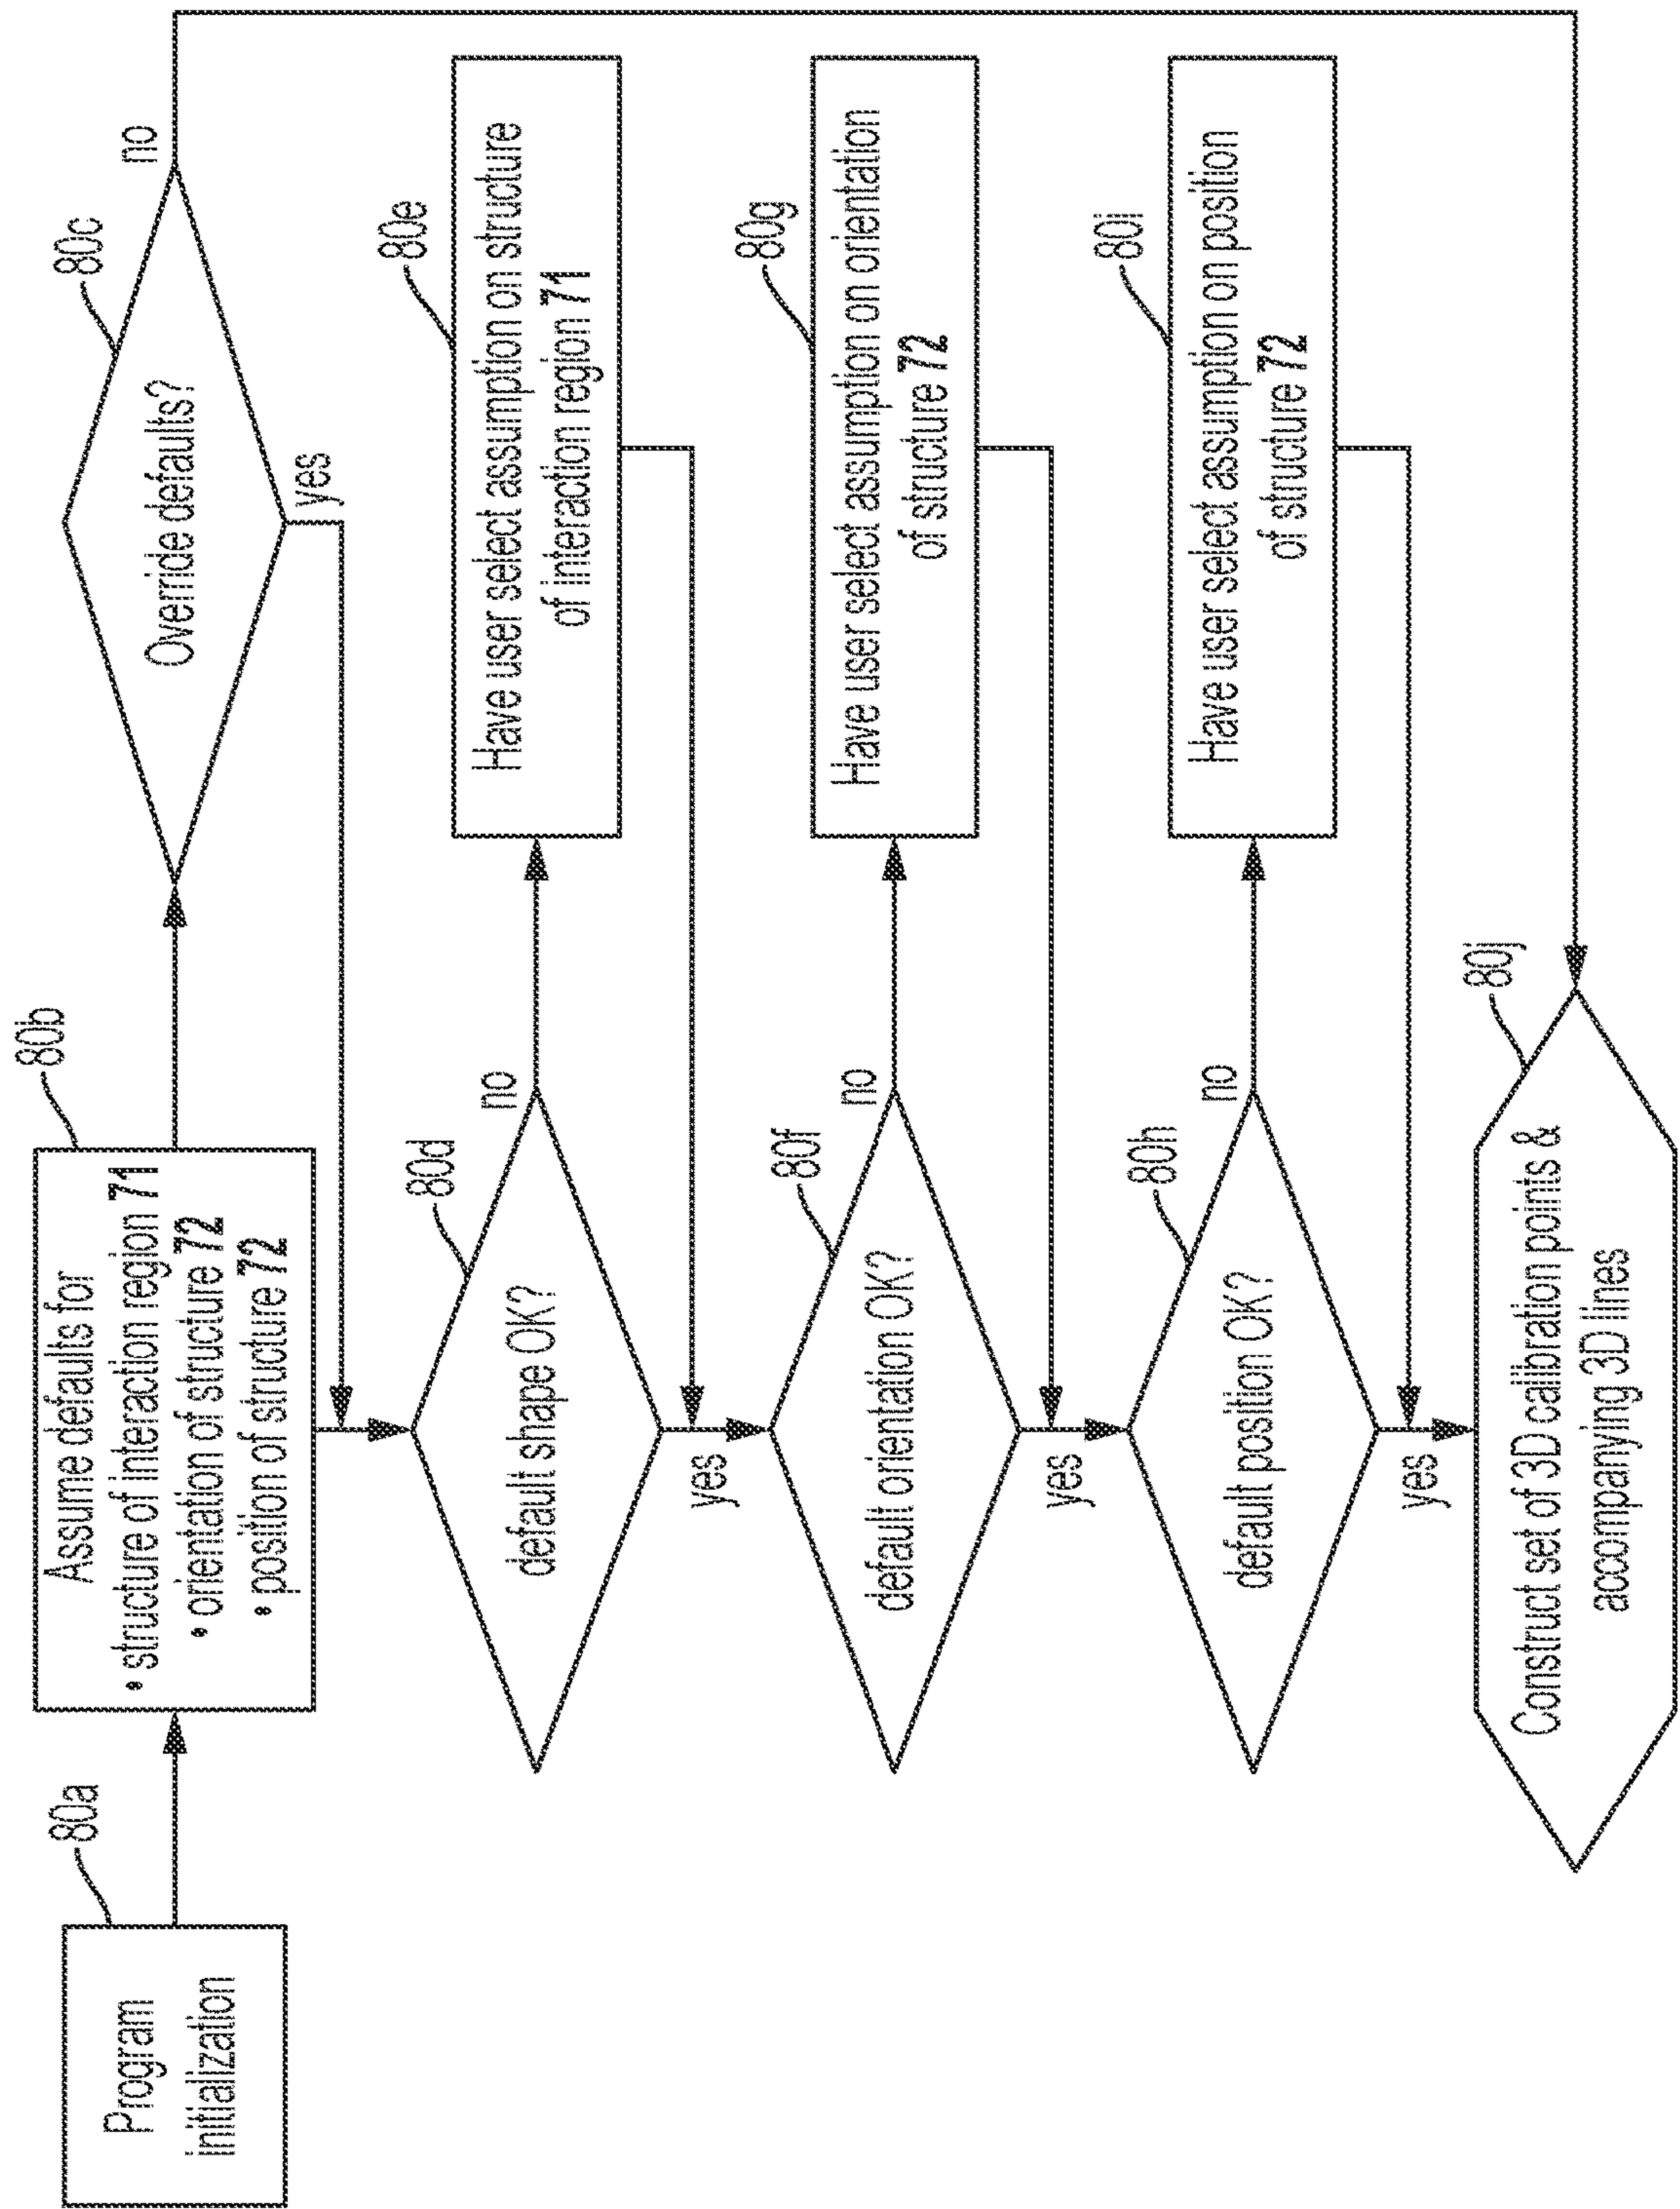 80a
Program
initialization
80b
Assume defaults for
• structure of interaction region 71
• orientation of structure 72
• position of structure 72
80c
Override defaults?
no
yes
80d
default shape OK?
no
yes
80e
Have user select assumption on structure
of interaction region 71
80f
default orientation OK?
no
yes
80g
Have user select assumption on orientation
of structure 72
80h
default position OK?
no
yes
80i
Have user select assumption on position
of structure 72
80j
Construct set of 3D calibration points &
accompanying 3D lines